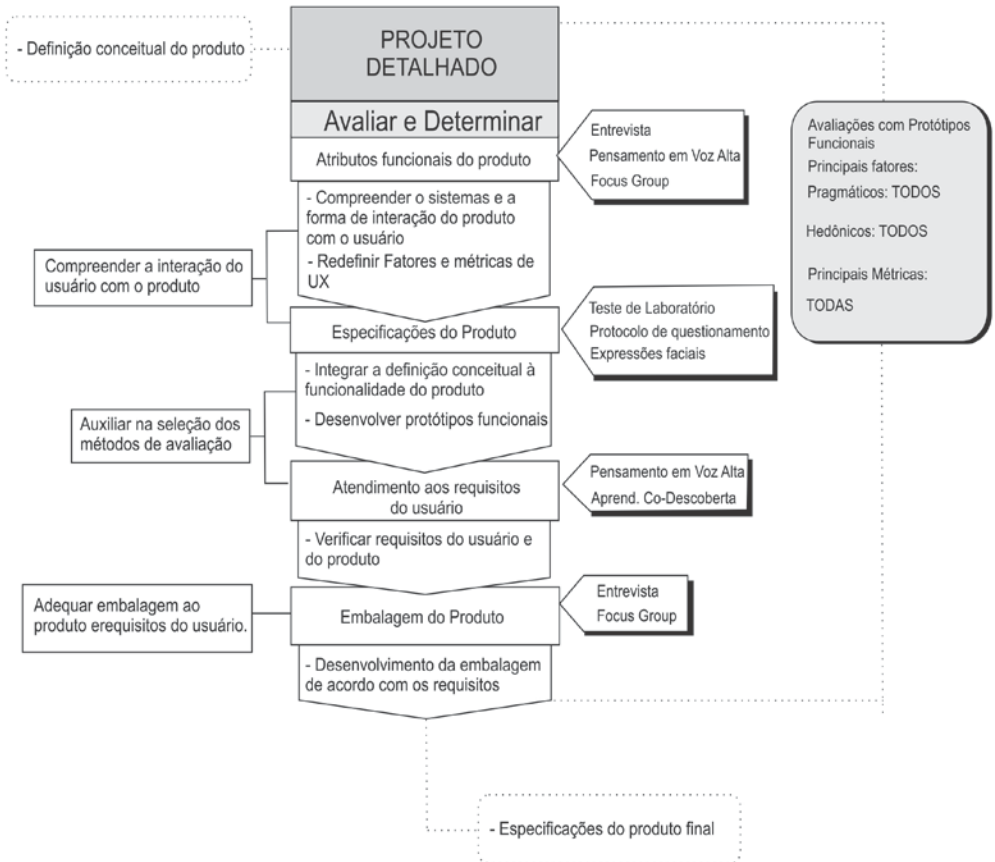 - Definição conceitual do produto
PROJETO
DETALHADO
Avaliar e Determinar
Atributos funcionais do produto
Entrevista
Pensamento em Voz Alta
Focus Group
Avaliações com Protótipos
Funcionais
Principais fatores:
Pragmáticos: TODOS
Hedônicos: TODOS
Principais Métricas:
TODAS
- Compreender o sistemas e a
forma de interação do produto
com o usuário
- Redefinir Fatores e métricas de
UX
Compreender a interação do
usuário com o produto
Especificações do Produto
Teste de Laboratório
Protocolo de questionamento
Expressões faciais
- Integrar a definição conceitual à
funcionalidade do produto
- Desenvolver protótipos funcionais
Auxiliar na seleção dos
métodos de avaliação
Atendimento aos requisitos
do usuário
Pensamento em Voz Alta
Aprend. Co-Descoberta
- Verificar requisitos do usuário e
do produto
Adequar embalagem ao
produto erequisitos do usuário.
Embalagem do Produto
Entrevista
Focus Group
- Desenvolvimento da embalagem
de acordo com os requisitos
- Especificações do produto final